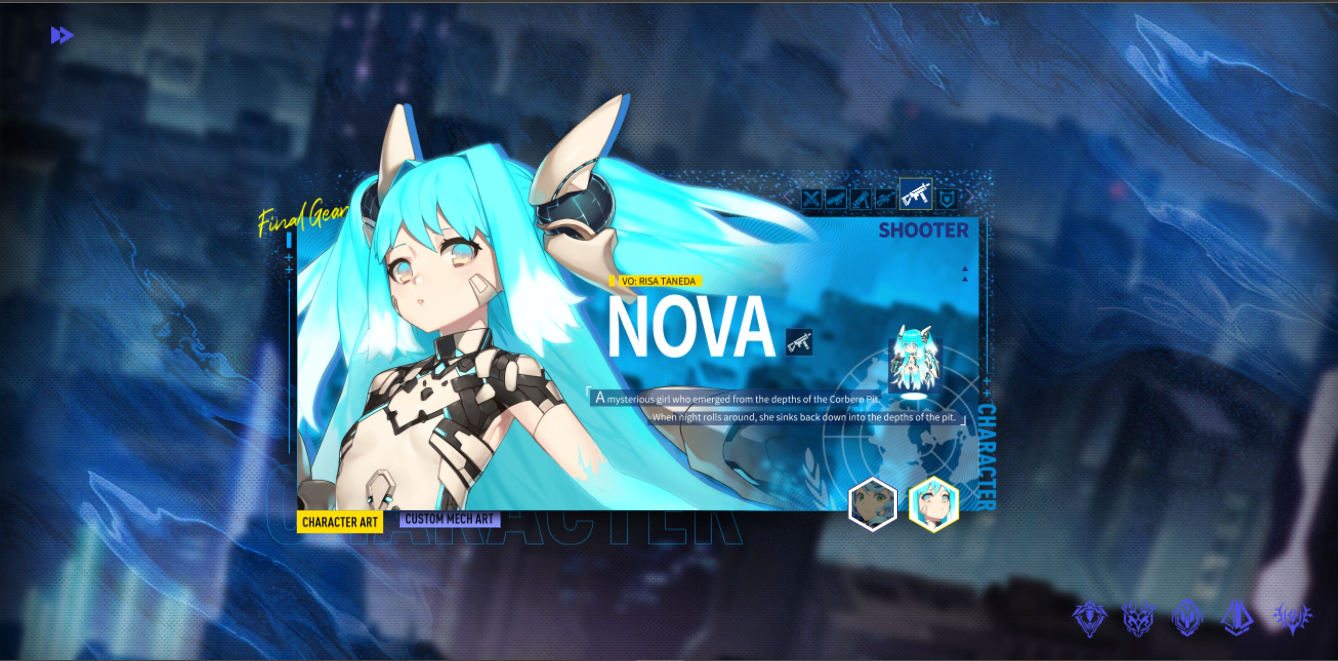 Final Gear
SHOOTER
VO: RISA TANEDA
NOVA
A mysterious girl who emerged from the depths of the Corbero Pit.
When night rolls around, she sinks back down into the depths of the pit.
CHARACTER
CHARACTER ART
CUSTOM MECH ART
CHARACTER